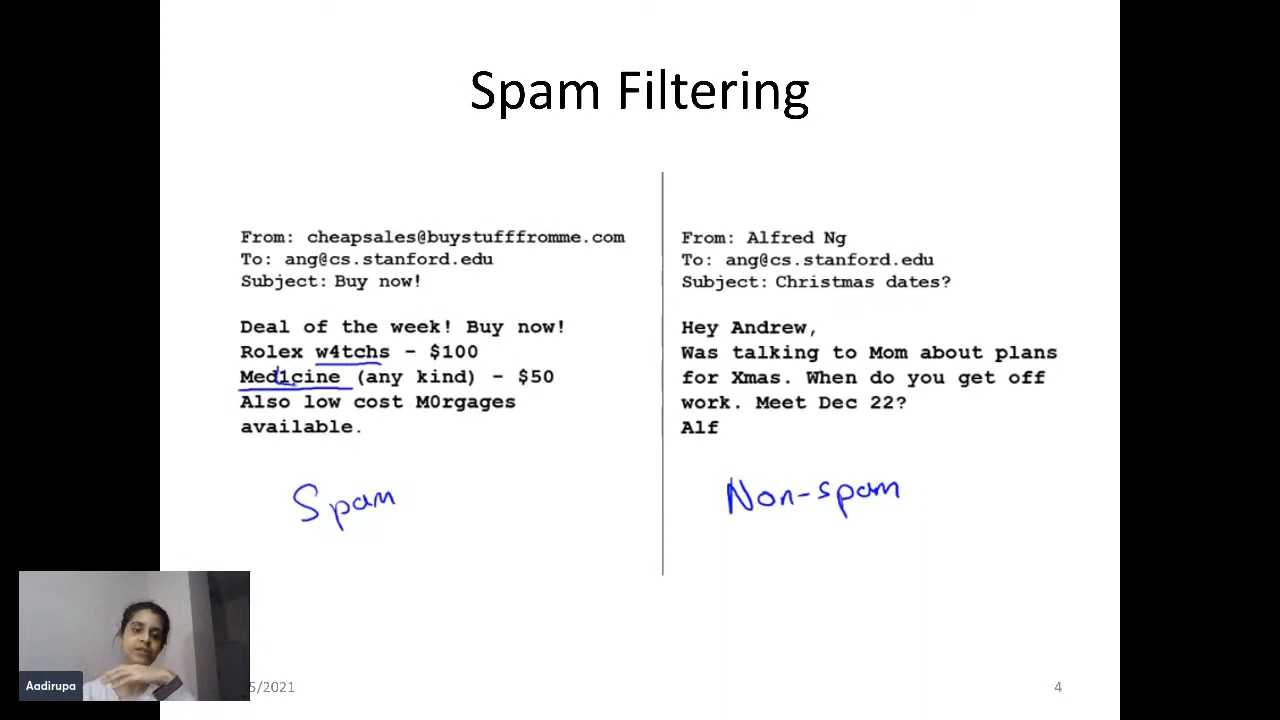 Spam Filtering
From: cheapsales@buystufffromme.com
To: ang@cs.stanford.edu
Subject: Buy now!
Deal of the week! Buy now!
Rolex w4tchs - $100
Med1cine (any kind) - $50
Also low cost M0rgages
available.
Spam
From: Alfred Ng
To: ang@cs.stanford.edu
Subject: Christmas dates?
Hey Andrew,
Was talking to Mom about plans
for Xmas. When do you get off
work. Meet Dec 22?
Alf
Non-spam
Aadirupa
5/2021
4